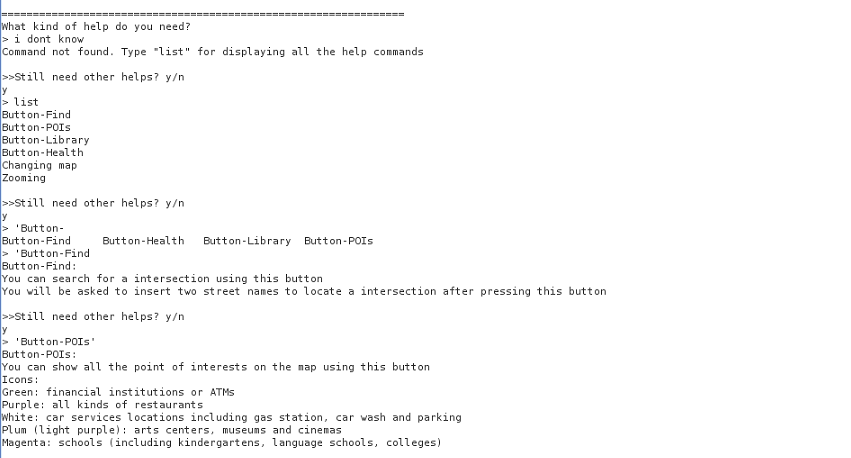 ================================================================
What kind of help do you need?
> i dont know
Command not found. Type "list" for displaying all the help commands
>>Still need other helps? y/n
y
> list
Button-Find
Button-POIs
Button-Library
Button-Health
Changing map
Zooming
>>Still need other helps? y/n
y
> 'Button-
Button-Find     Button-Health   Button-Library  Button-POIs
> 'Button-Find
Button-Find:
You can search for a intersection using this button
You will be asked to insert two street names to locate a intersection after pressing this button
>>Still need other helps? y/n
y
> 'Button-POIs'
Button-POIs:
You can show all the point of interests on the map using this button
Icons:
Green: financial institutions or ATMs
Purple: all kinds of restaurants
White: car services locations including gas station, car wash and parking
Plum (light purple): arts centers, museums and cinemas
Magenta: schools (including kindergartens, language schools, colleges)